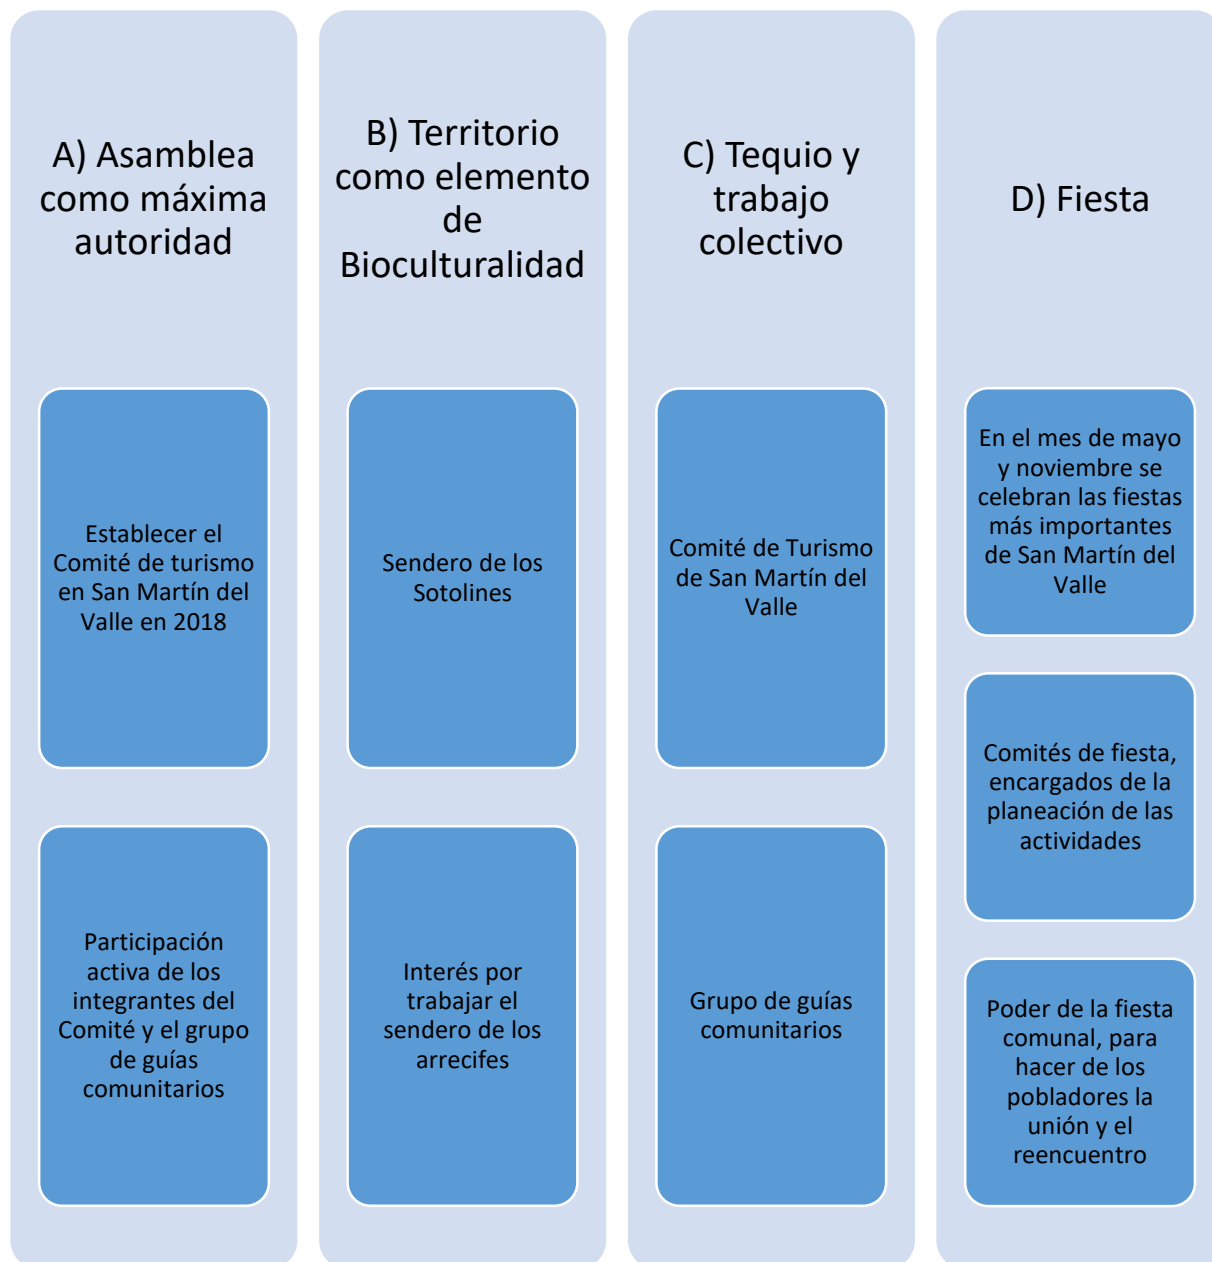 A) Asamblea
como máxima
autoridad
Establecer el
Comité de turismo
en San Martín del
Valle en 2018
Participación
activa de los
integrantes del
Comité y el grupo
de guías
comunitarios
B) Territorio
como elemento
de
Bioculturalidad
Sendero de los
Sotolines
Interés por
trabajar el
sendero de los
arrecifes
C) Tequio y
trabajo
colectivo
Comité de Turismo
de San Martín del
Valle
Grupo de guías
comunitarios
D) Fiesta
En el mes de mayo
y noviembre se
celebran las fiestas
más importantes
de San Martín del
Valle
Comités de fiesta,
encargados de la
planeación de las
actividades
Poder de la fiesta
comunal, para
hacer de los
pobladores la
unión y el
reencuentro